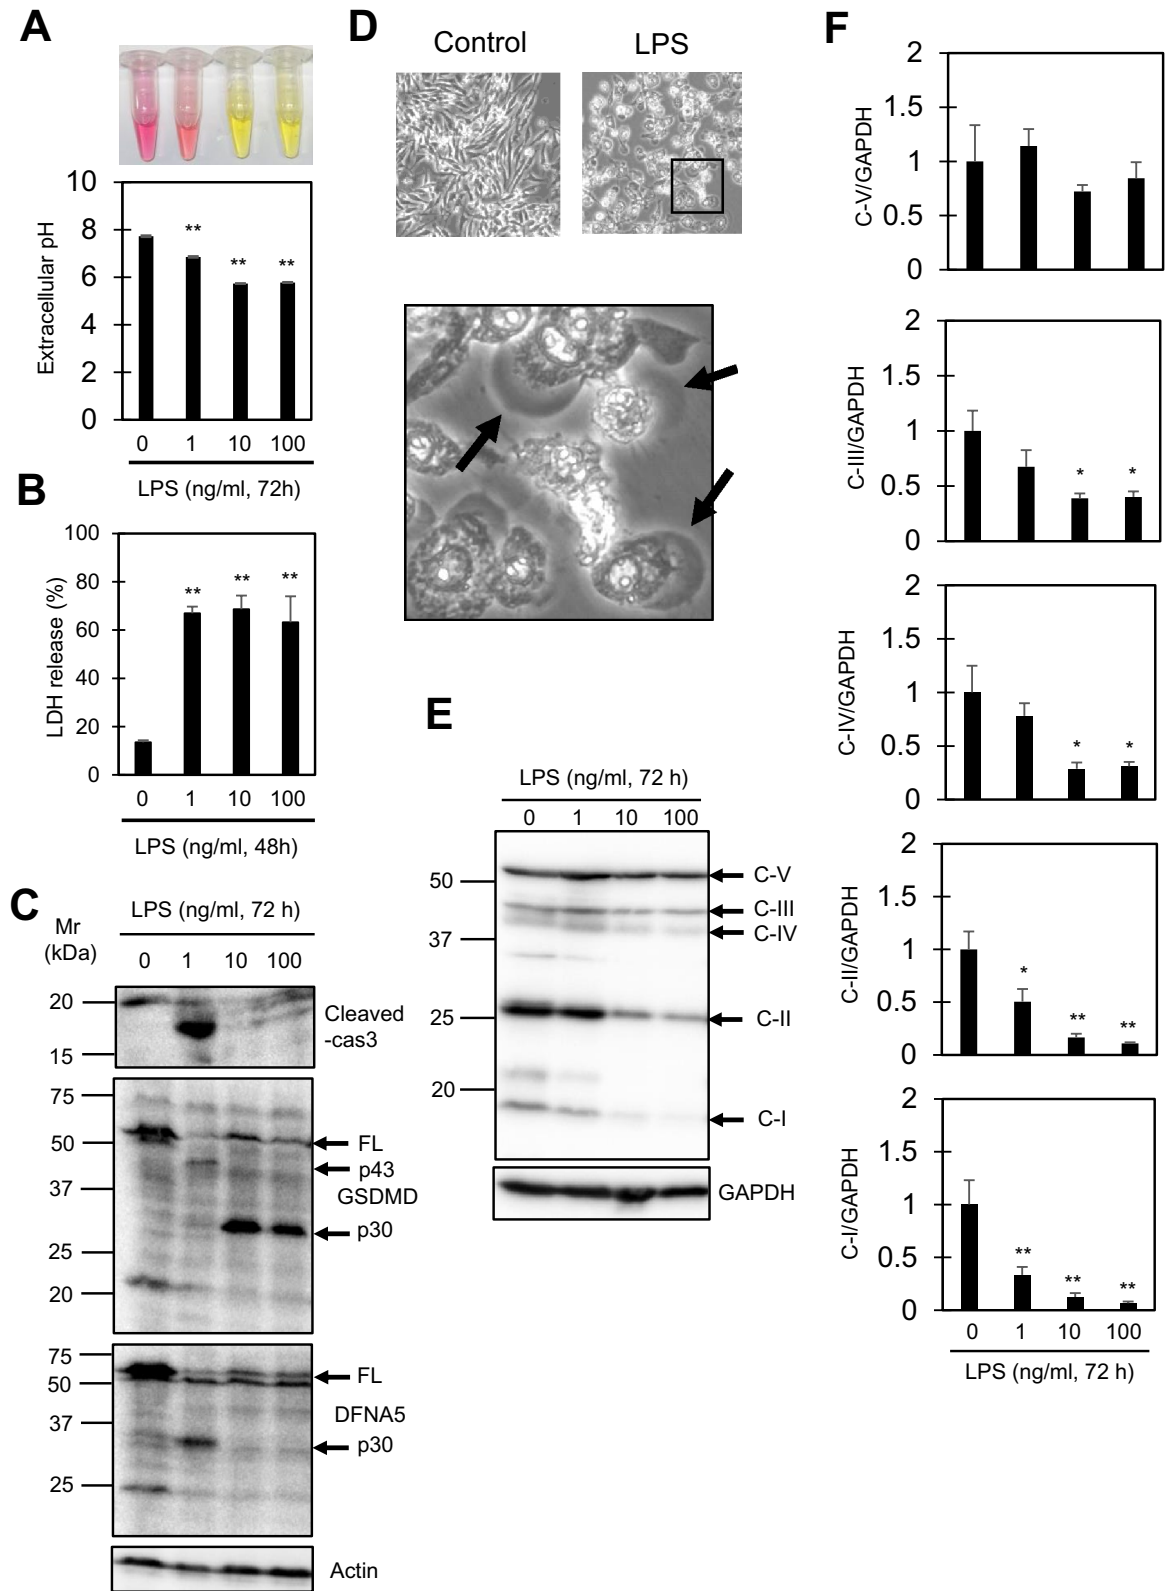 A
10
8
6
4
2
0
Extracellular pH
**
**
**
0 1 10 100
LPS (ng/ml, 72h)
B
100
80
60
40
20
0
LDH release (%)
**
**
**
0 1 10 100
LPS (ng/ml, 48h)
C
Mr
(kDa)
LPS (ng/ml, 72 h)
0 1 10 100
20
15
Cleaved
-cas3
75
50
37
25
20
FL
p43
GSDMD
p30
75
50
37
25
FL
DFNA5
p30
Actin
D
Control
LPS
E
LPS (ng/ml, 72 h)
0 1 10 100
50
37
25
20
C-V
C-III
C-IV
C-II
C-I
GAPDH
F
2
1.5
1
0.5
0
C-V/GAPDH
2
1.5
1
0.5
0
C-III/GAPDH
*
*
2
1.5
1
0.5
0
C-IV/GAPDH
*
*
2
1.5
1
0.5
0
C-II/GAPDH
*
**
**
2
1.5
1
0.5
0
C-I/GAPDH
**
**
**
0 1 10 100
LPS (ng/ml, 72 h)